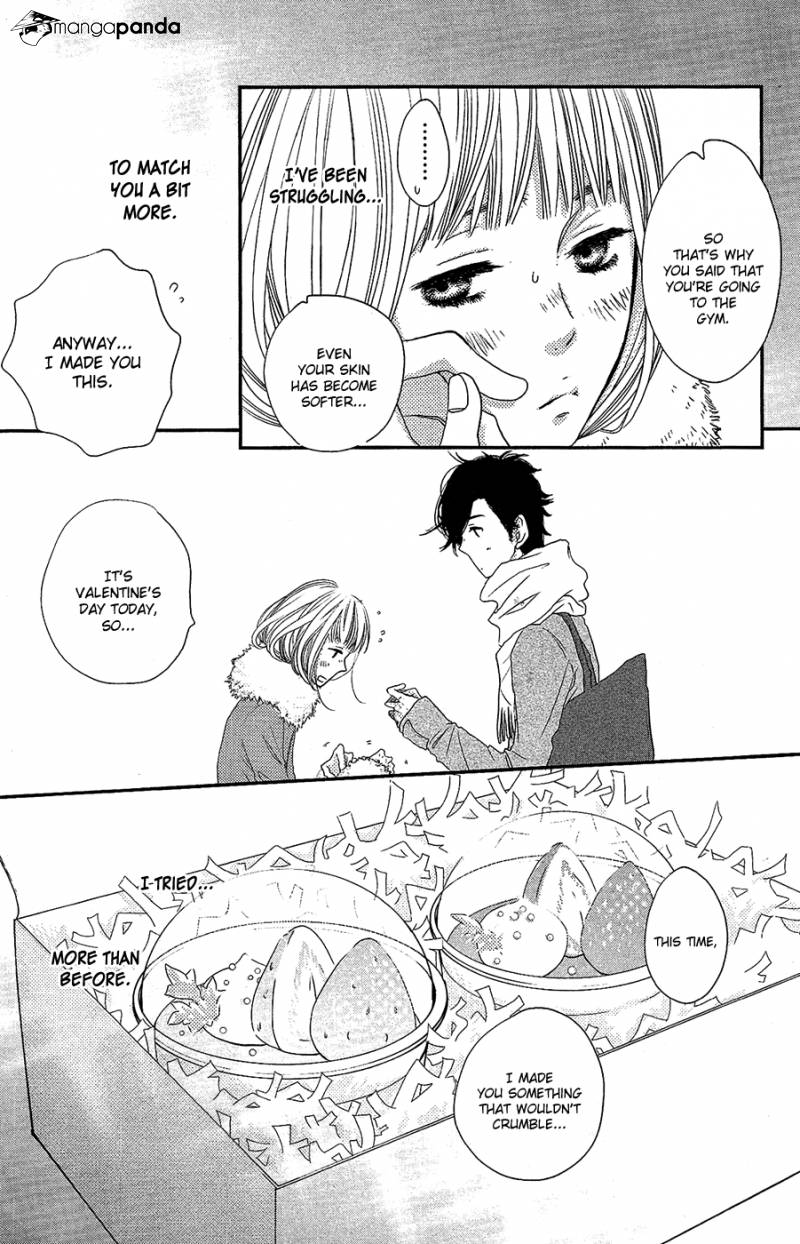 mangapanda
SO
THAT'S WHY
YOU SAID THAT
YOU'RE GOING
TO THE
GYM.
.........
EVEN
YOUR SKIN
HAS BECOME
SOFTER...
I'VE BEEN
STRUGGLING...
TO MATCH
YOU A BIT
MORE.
ANYWAY...
I MADE YOU
THIS.
IT'S
VALENTINE'S
DAY TODAY,
SO...
THIS TIME,
I MADE
YOU SOMETHING
THAT WOULDN'T
CRUMBLE...
I TRIED...
MORE THAN
BEFORE.